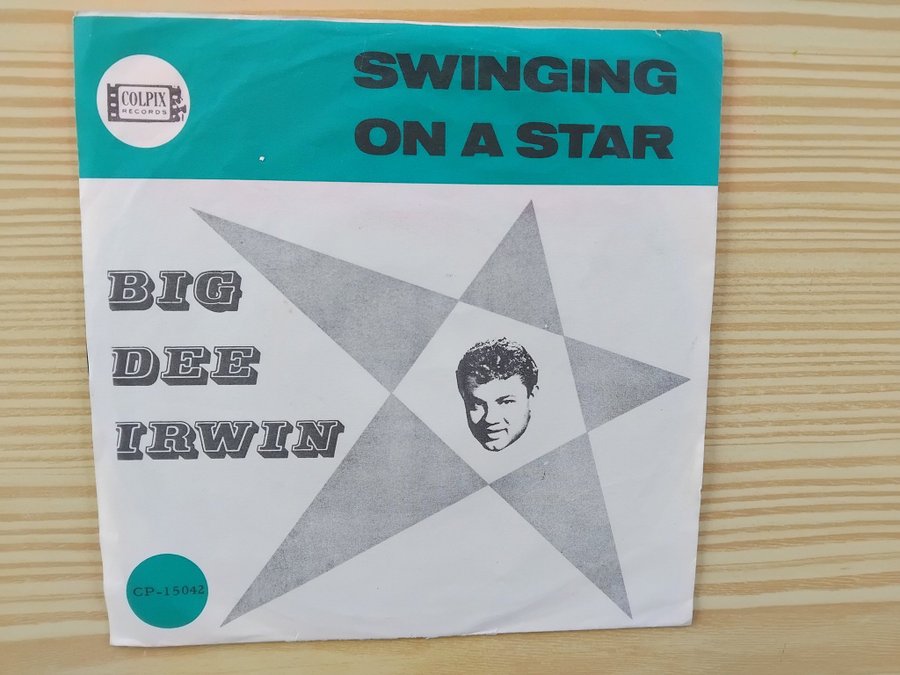 COLPIX
RECORDS
SWINGING
ON A STAR
BIG
DEE
IRWIN
CP-15042